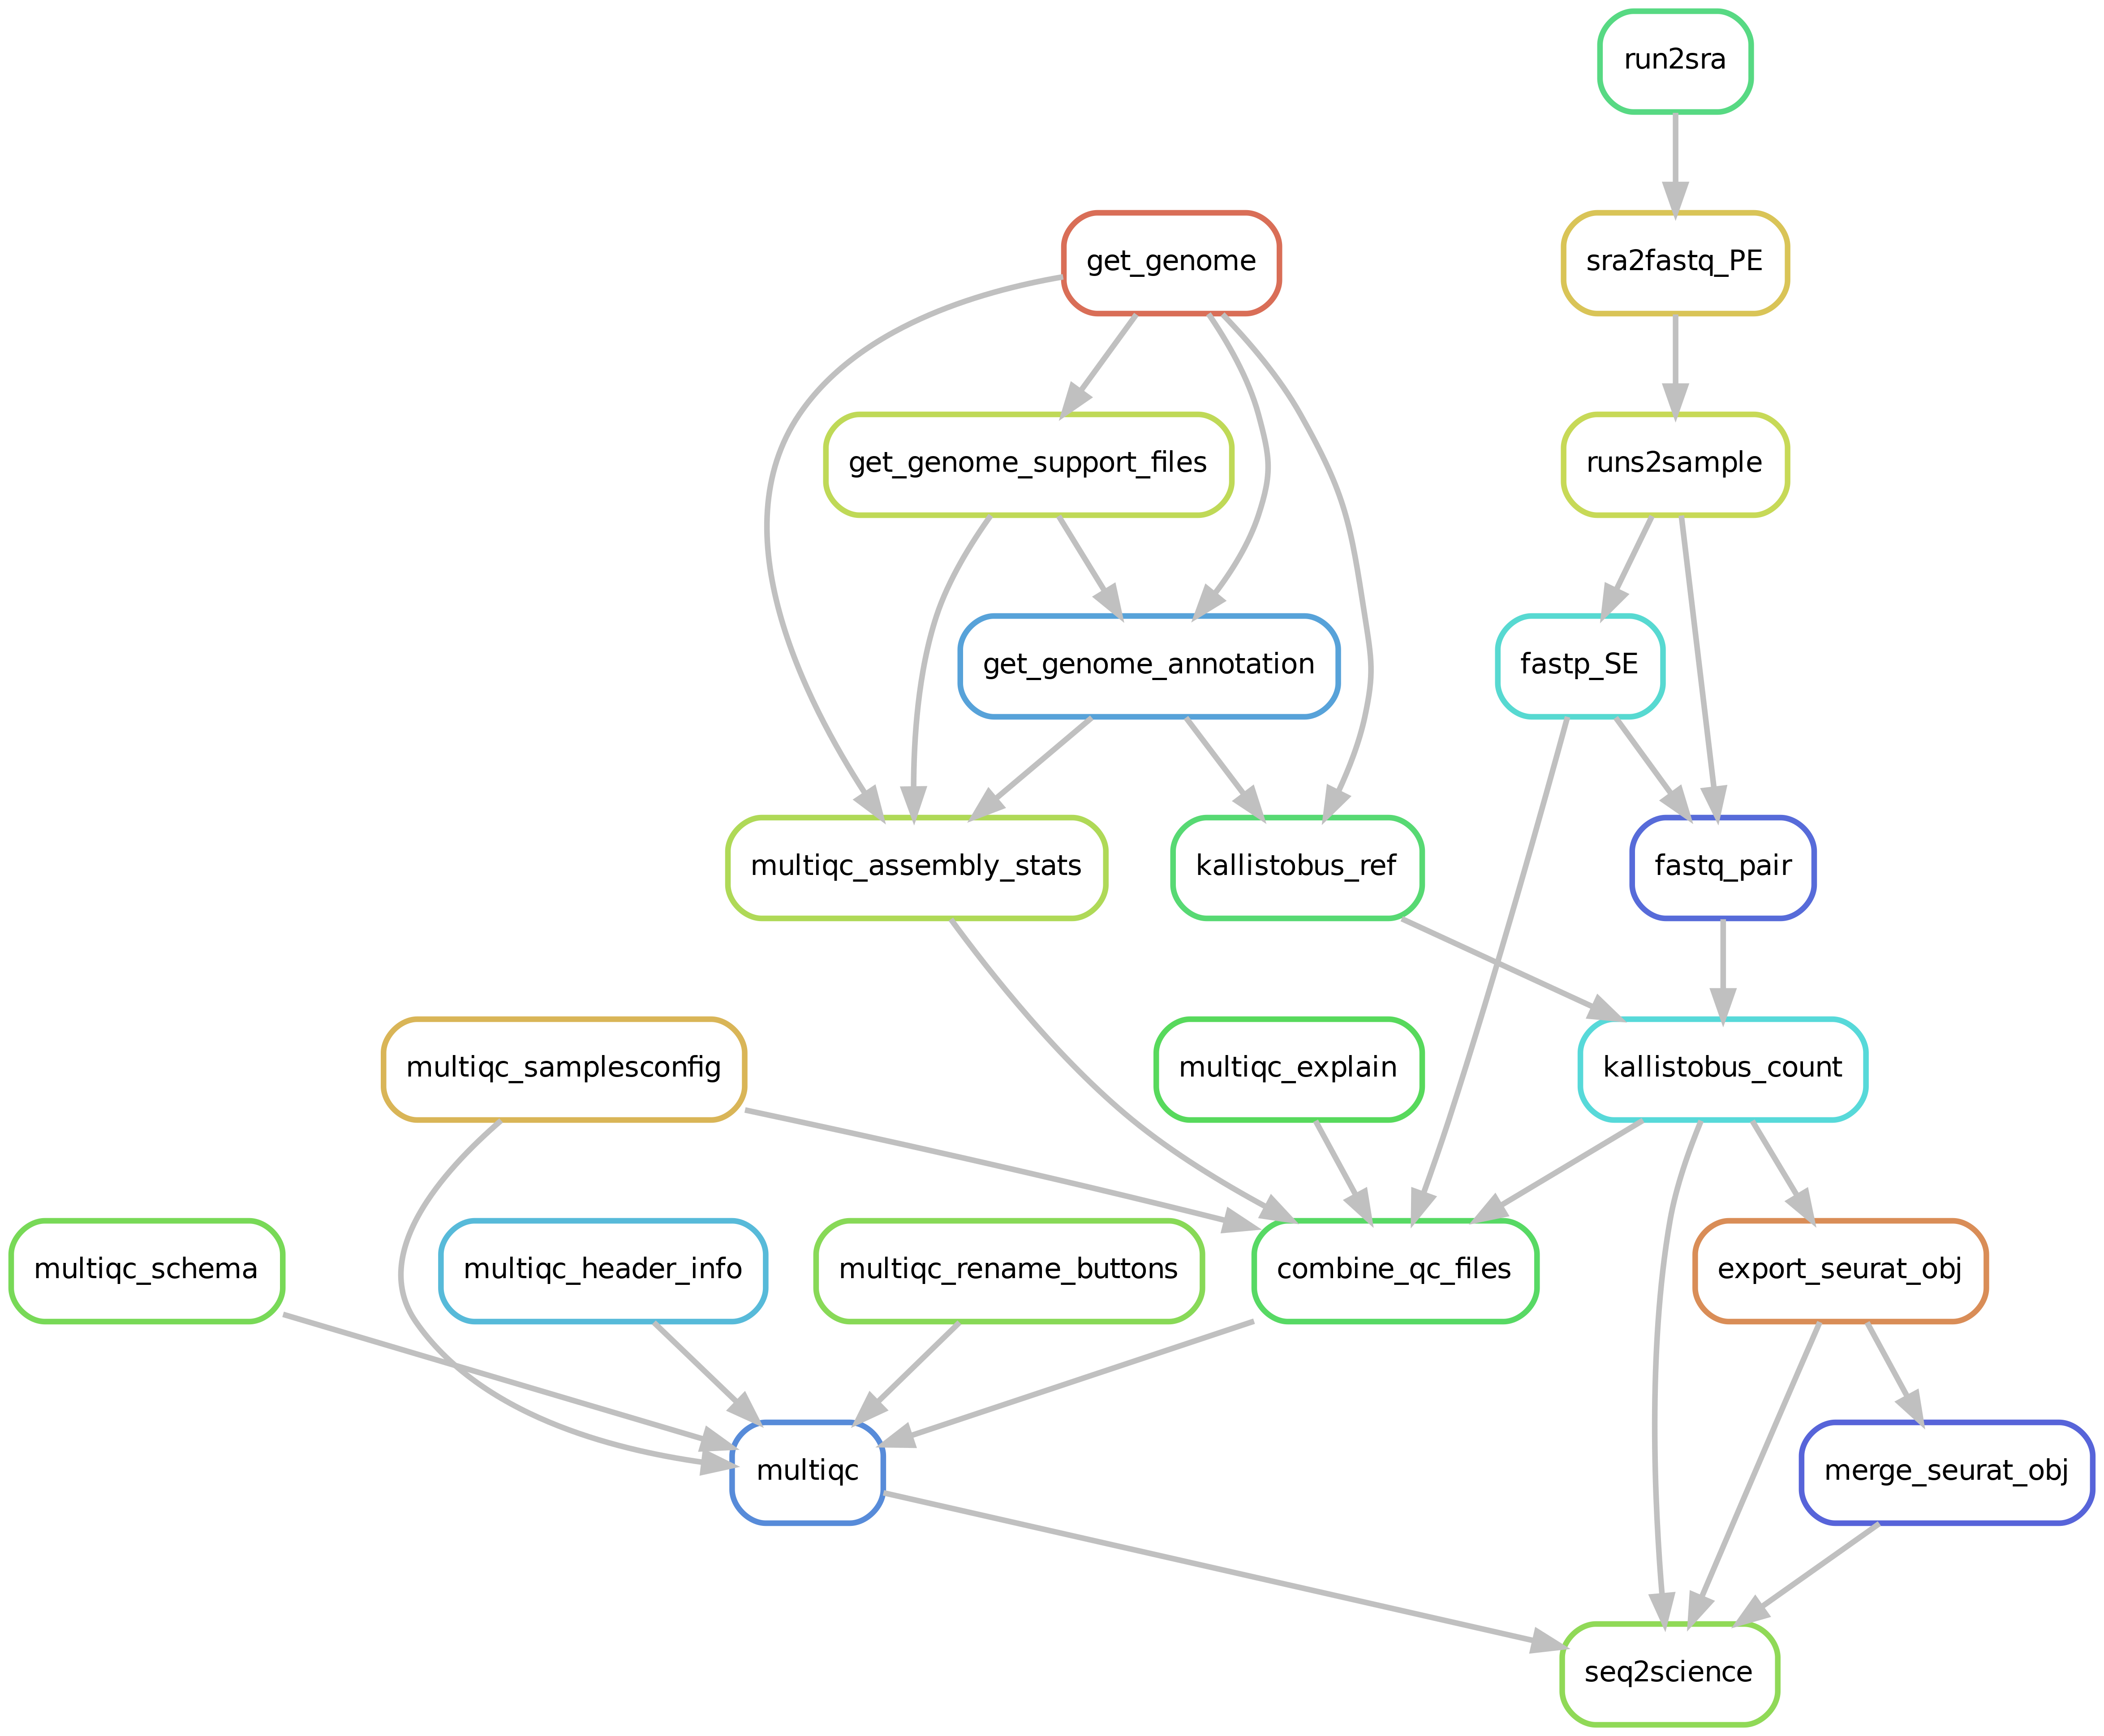 run2sra
get_genome
sra2fastq_PE
get_genome_support_files
runs2sample
get_genome_annotation
fastp_SE
multiqc_assembly_stats
kallistobus_ref
fastq_pair
multiqc_samplesconfig
multiqc_explain
kallistobus_count
multiqc_schema
multiqc_header_info
multiqc_rename_buttons
combine_qc_files
export_seurat_obj
multiqc
merge_seurat_obj
seq2science